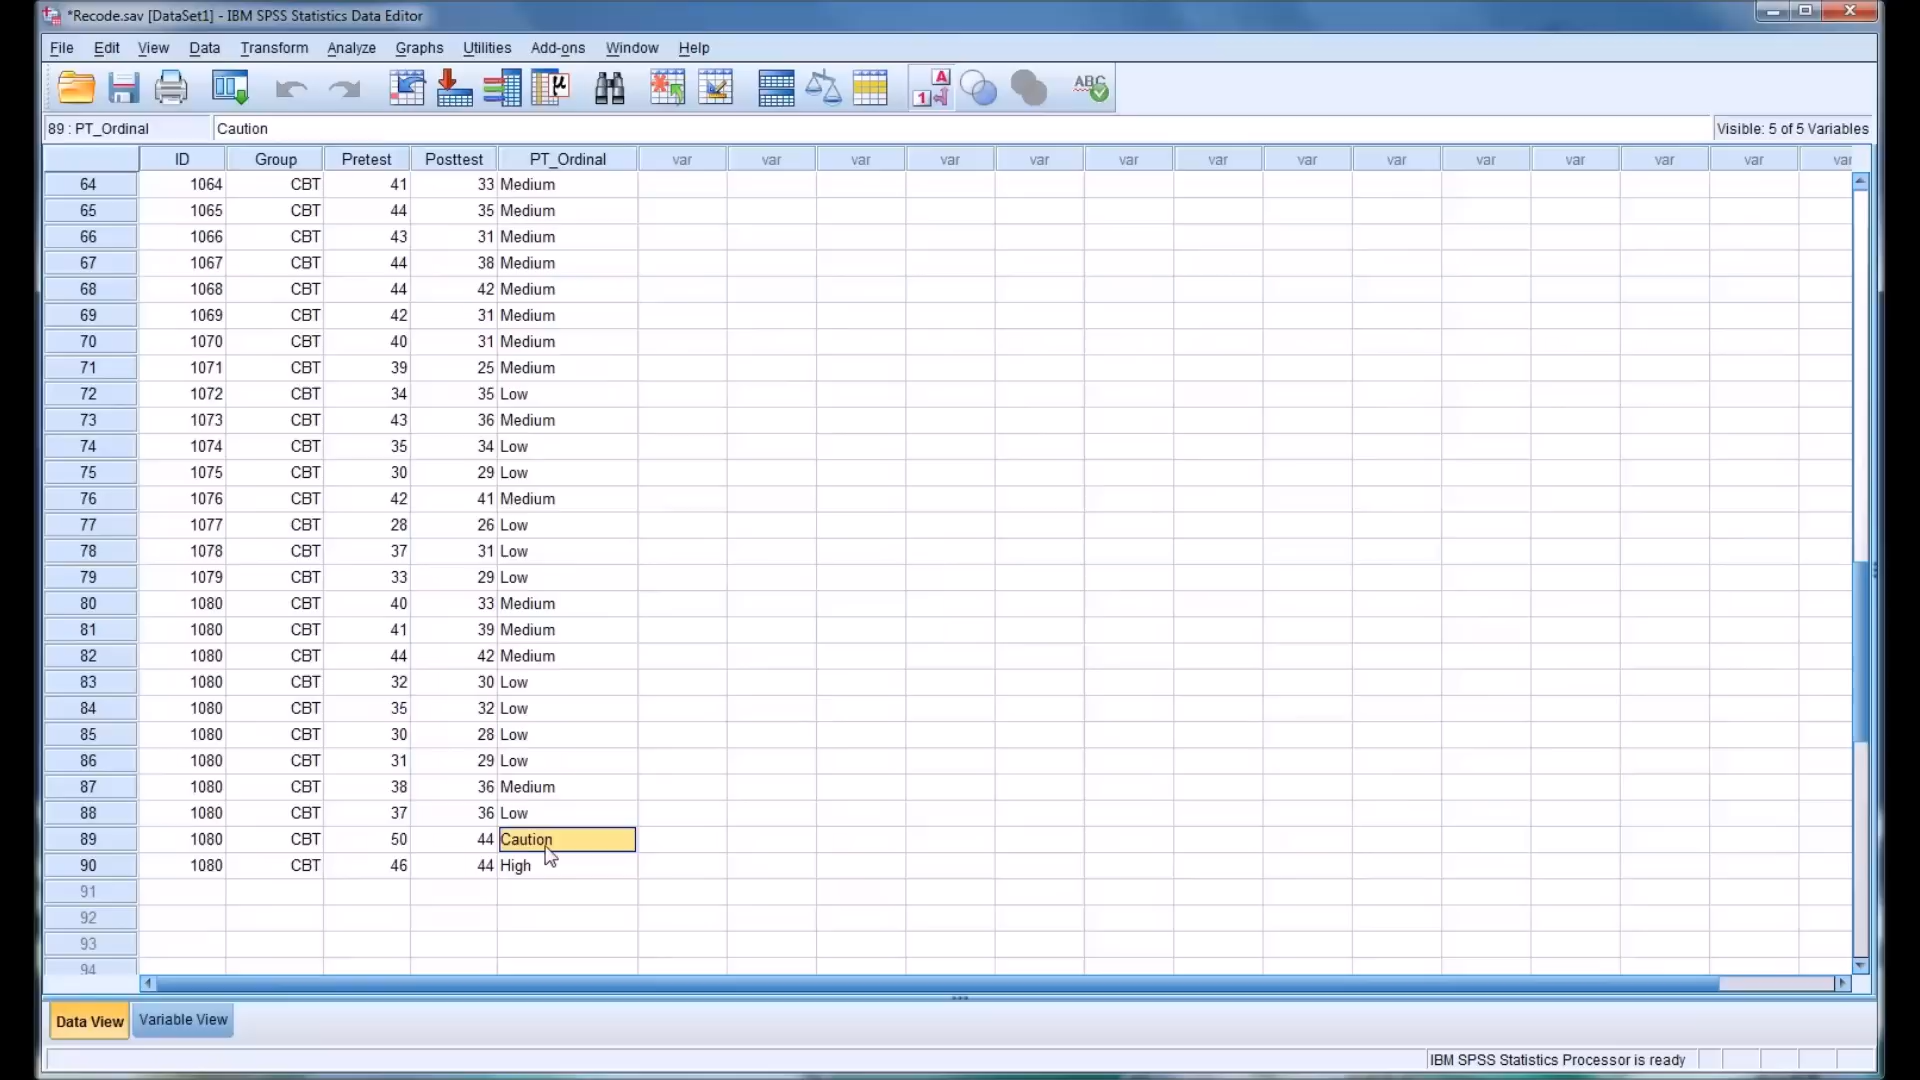 *Recode.sav [DataSet1] - IBM SPSS Statistics Data Editor
File Edit View Data Transform Analyze Graphs Utilities Add-ons Window Help
89 : PT_Ordinal Caution Visible: 5 of 5 Variables
ID Group Pretest Posttest PT_Ordinal var var var var var var var var var var var var var var
64 1064 CBT 41 33 Medium
65 1065 CBT 44 35 Medium
66 1066 CBT 43 31 Medium
67 1067 CBT 44 38 Medium
68 1068 CBT 44 42 Medium
69 1069 CBT 42 31 Medium
70 1070 CBT 40 31 Medium
71 1071 CBT 39 25 Medium
72 1072 CBT 34 35 Low
73 1073 CBT 43 36 Medium
74 1074 CBT 35 34 Low
75 1075 CBT 30 29 Low
76 1076 CBT 42 41 Medium
77 1077 CBT 28 26 Low
78 1078 CBT 37 31 Low
79 1079 CBT 33 29 Low
80 1080 CBT 40 33 Medium
81 1080 CBT 41 39 Medium
82 1080 CBT 44 42 Medium
83 1080 CBT 32 30 Low
84 1080 CBT 35 32 Low
85 1080 CBT 30 28 Low
86 1080 CBT 31 29 Low
87 1080 CBT 38 36 Medium
88 1080 CBT 37 36 Low
89 1080 CBT 50 44 Caution
90 1080 CBT 46 44 High
91
92
93
94
Data View Variable View
IBM SPSS Statistics Processor is ready